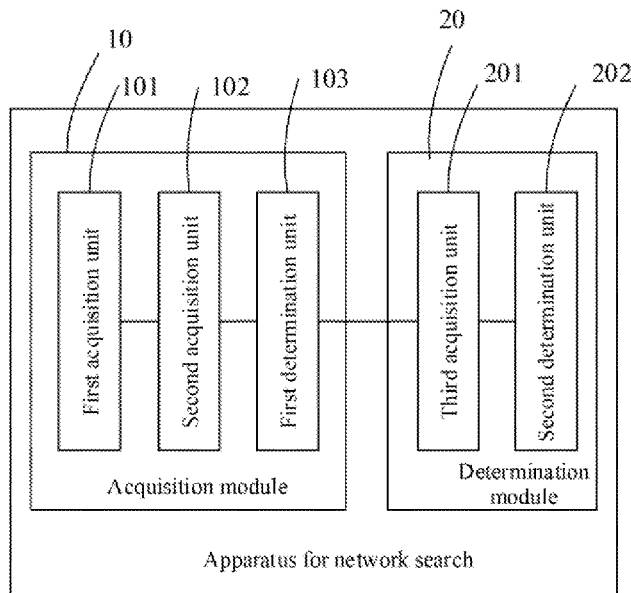 10
20
101
102
103
201
202
First acquisition unit
Second acquisition unit
First determination unit
Third acquisition unit
Second determination unit
Acquisition module
Determination
module
Apparatus for network search